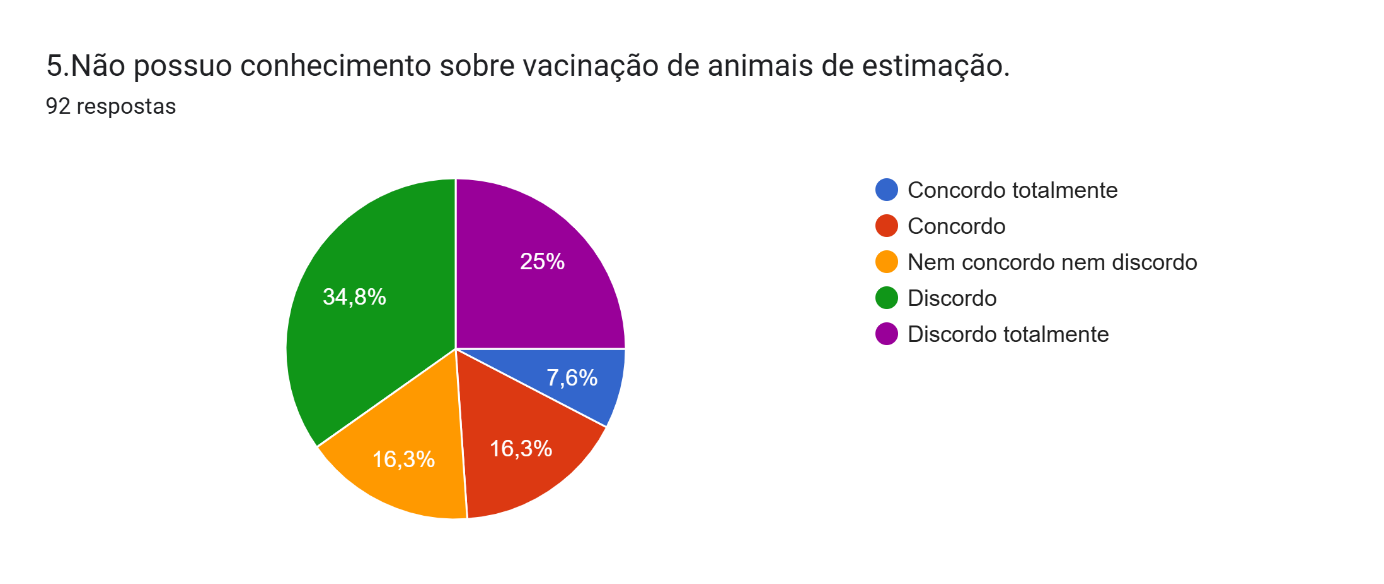 5.Não possuo conhecimento sobre vacinação de animais de estimação.
92 respostas
25%
34,8%
7,6%
16,3%
16,3%
Concordo totalmente
Concordo
Nem concordo nem discordo
Discordo
Discordo totalmente